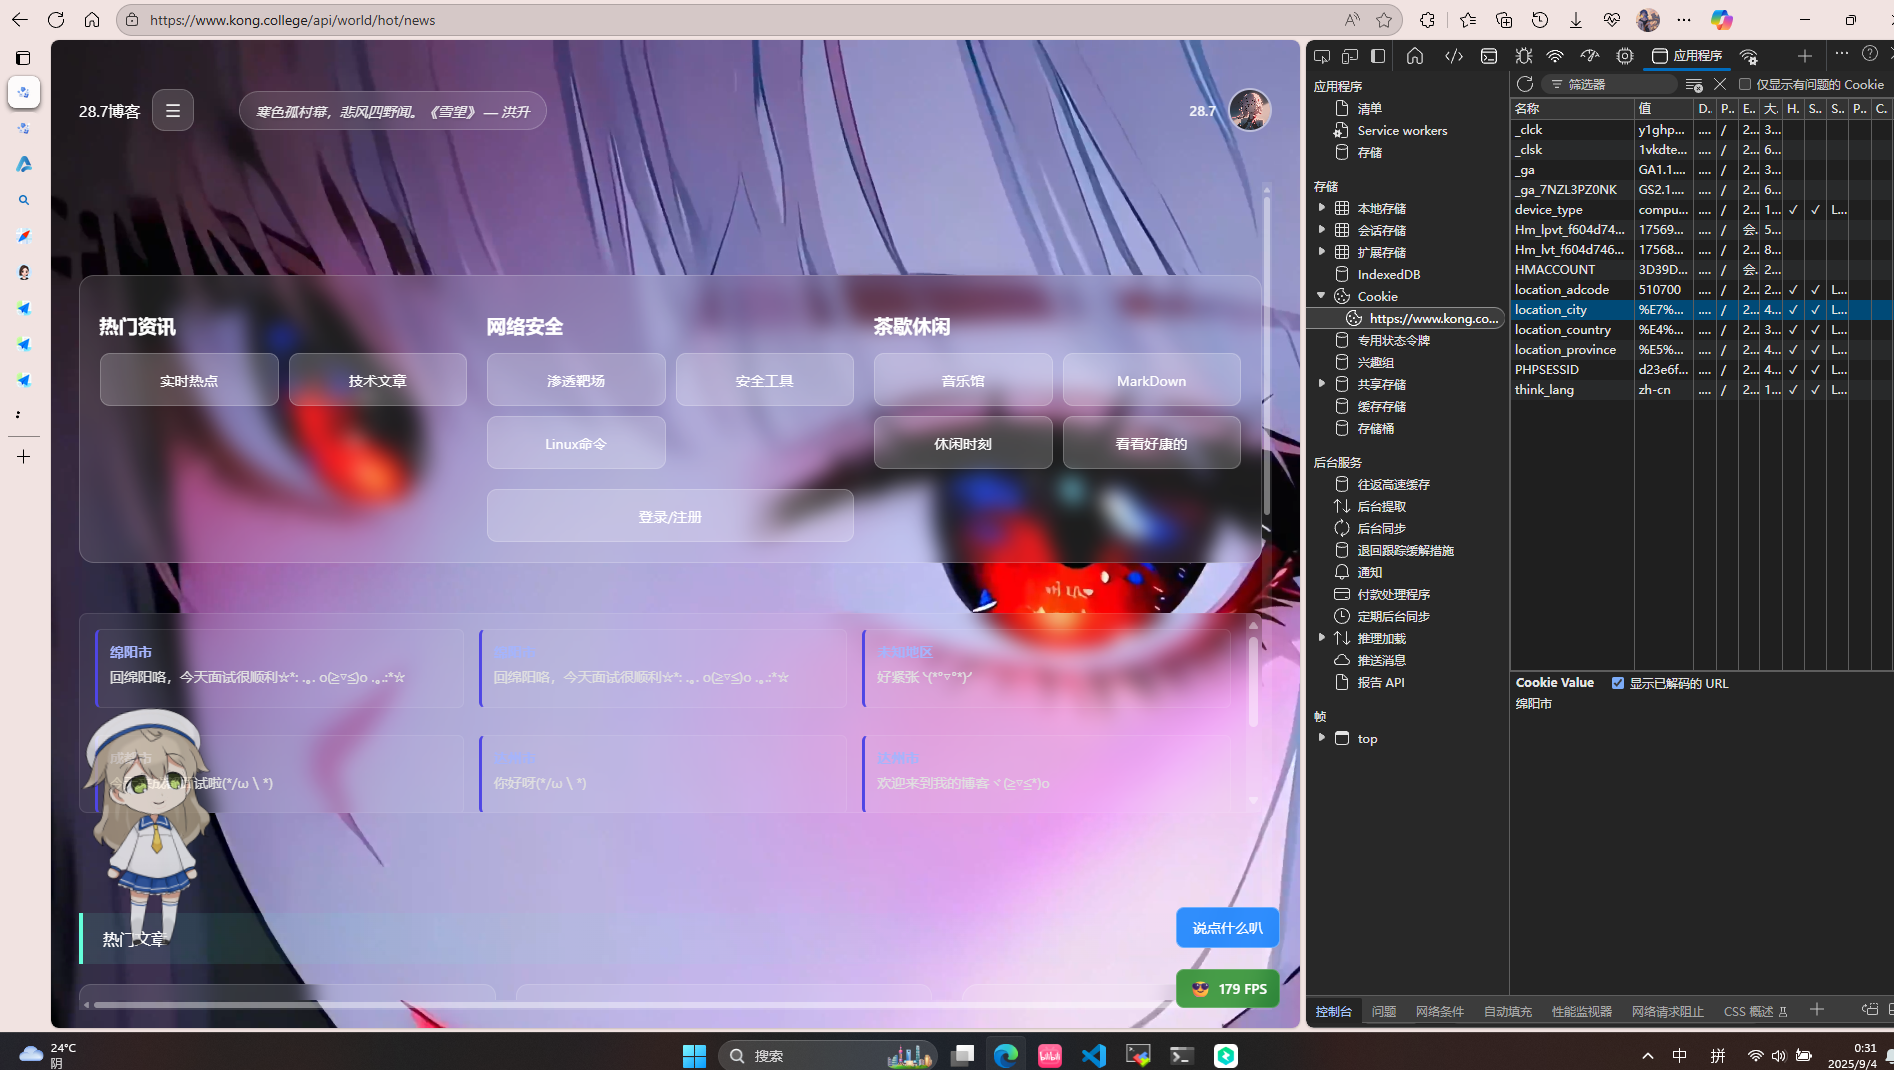 https://www.kong.college/api/world/hot/news
28.7博客
寒色孤村幕，悲风四野闻。《雪望》 — 洪升
28.7
热门资讯
网络安全
茶歇休闲
实时热点
技术文章
渗透靶场
安全工具
音乐馆
MarkDown
Linux命令
休闲时刻
看看好康的
登录/注册
绵阳市
回绵阳咯，今天面试很顺利☆*: .｡. o(≧▽≦)o .｡.:*☆
回绵阳咯，今天面试很顺利☆*: .｡. o(≧▽≦)o .｡.:*☆
未知地区
好紧张ヽ(*°▽°*)ノ
你好呀(*/ω＼*)
欢迎来到我的博客ヾ(≧▽≦*)o
热门文章
说点什么叭
179 FPS
应用程序
筛选器
仅显示有问题的 Cookie
应用程序
清单
Service workers
存储
存储
本地存储
会话存储
扩展存储
IndexedDB
Cookie
https://www.kong.co...
专用状态令牌
兴趣组
共享存储
缓存存储
存储桶
后台服务
往返高速缓存
后台提取
后台同步
退回跟踪缓解措施
通知
付款处理程序
定期后台同步
推理加载
推送消息
报告 API
帧
top
名称 值 D.. P.. E.. 大. H. S.. S.. P.. C.
_clck y1ghp... .... / 2... 3...
_clsk 1vkdte... .... / 2... 6...
_ga GA1.1.... .... / 2... 3...
_ga_7NZL3PZ0NK GS2.1.... .... / 2... 6...
device_type compu... .... / 2... 1... ✓ ✓ L...
Hm_lpvt_f604d74... 17569... .... / 会. 5...
Hm_lvt_f604d746... 17568... .... / 2... 8...
HMACCOUNT 3D39D... .... / 会. 2...
location_adcode 510700 .... / 2... 2... ✓ ✓ L...
location_city %E7%... .... / 2... 4... ✓ ✓ L...
location_country %E4%... .... / 2... 3... ✓ ✓ L...
location_province %E5%... .... / 2... 4... ✓ ✓ L...
PHPSESSID d23e6f... .... / 2... 4... ✓ ✓ L...
think_lang zh-cn .... / 2... 1... ✓ ✓ L...
Cookie Value 显示已解码的 URL
绵阳市
控制台 问题 网络条件 自动填充 性能监视器 网络请求阻止 CSS 概述
24°C
阴
搜索
中
拼
0:31
2025/9/4